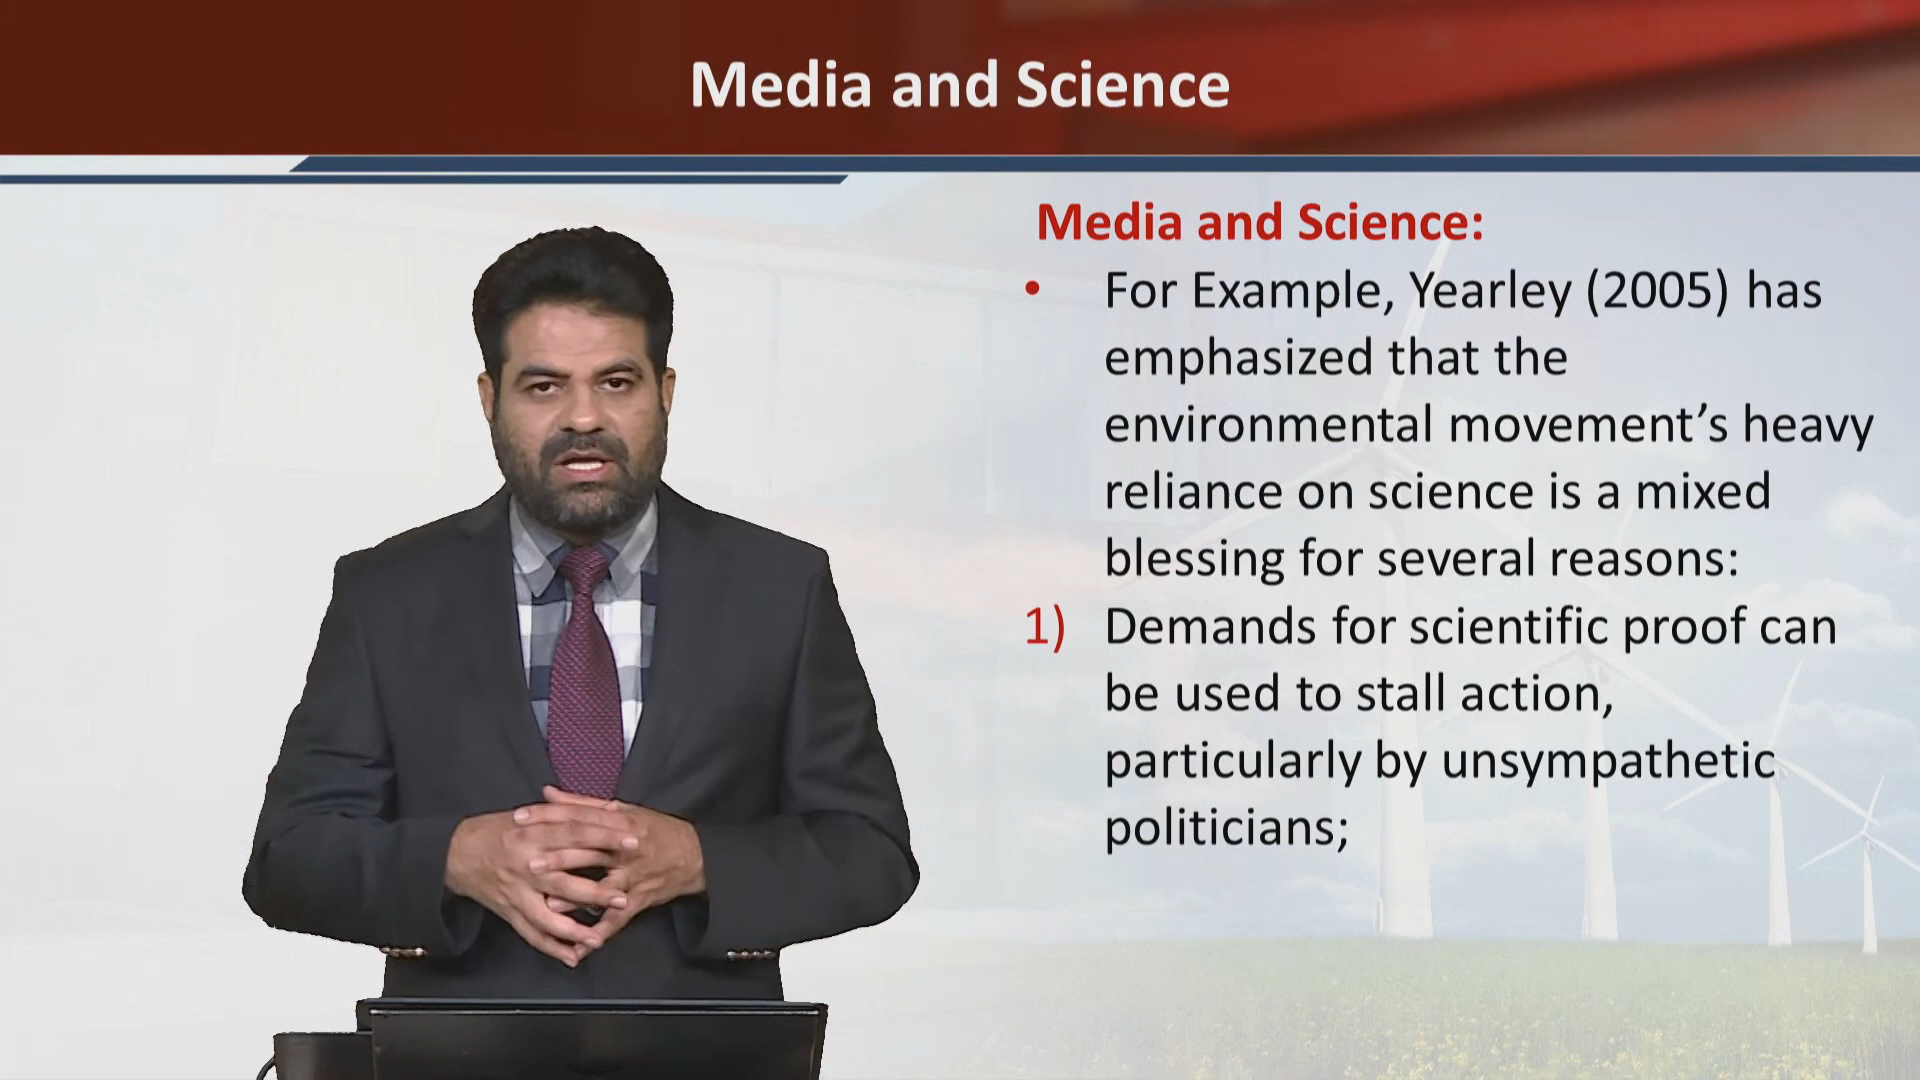 Media and Science
Media and Science:
• For Example, Yearley (2005) has
emphasized that the
environmental movement’s heavy
reliance on science is a mixed
blessing for several reasons:
1) Demands for scientific proof can
be used to stall action,
particularly by unsympathetic
politicians;